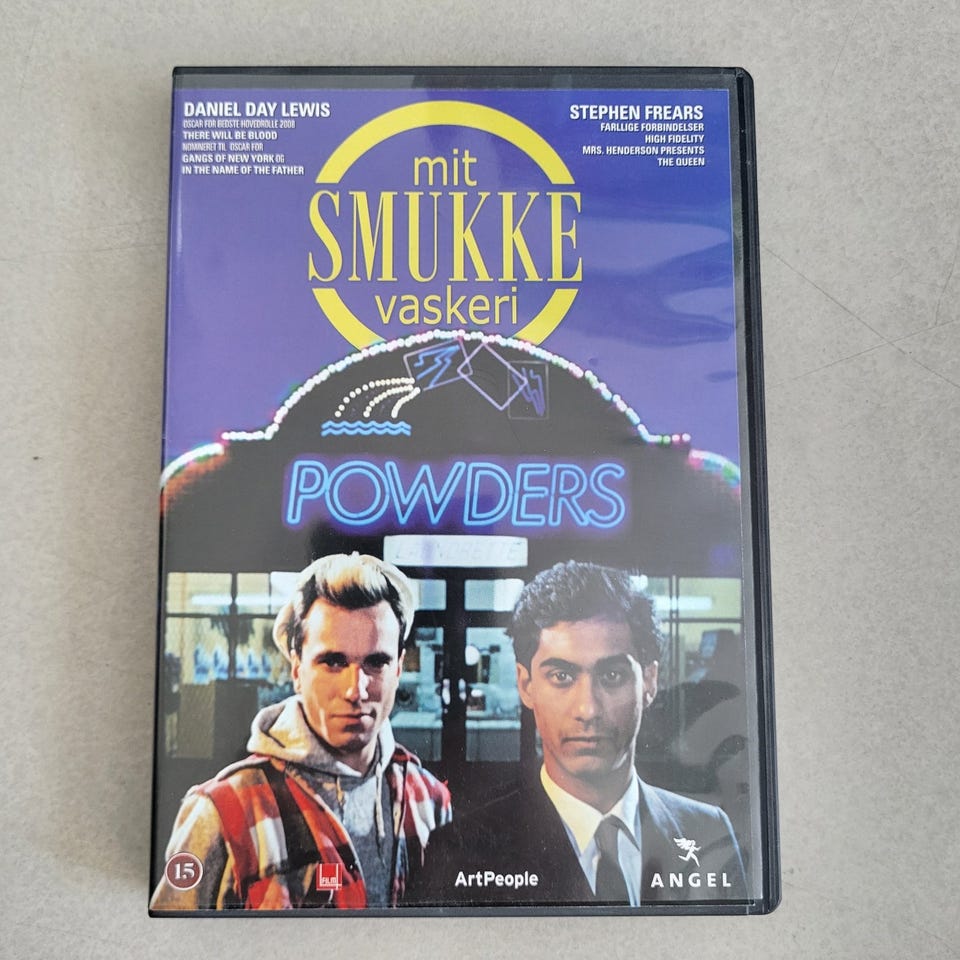 DANIEL DAY LEWIS
OSCAR FOR BEDSTE HOVEDROLLE 2008
THERE WILL BE BLOOD
NOMINERET TIL OSCAR FOR
GANGS OF NEW YORK OG
IN THE NAME OF THE FATHER
STEPHEN FREARS
FARLLIGE FORBINDELSER
HIGH FIDELITY
MRS. HENDERSON PRESENTS
THE QUEEN
mit
SMUKKE
vaskeri
POWDERS
LAUNDRETTE
15
FILM
ArtPeople
ANGEL